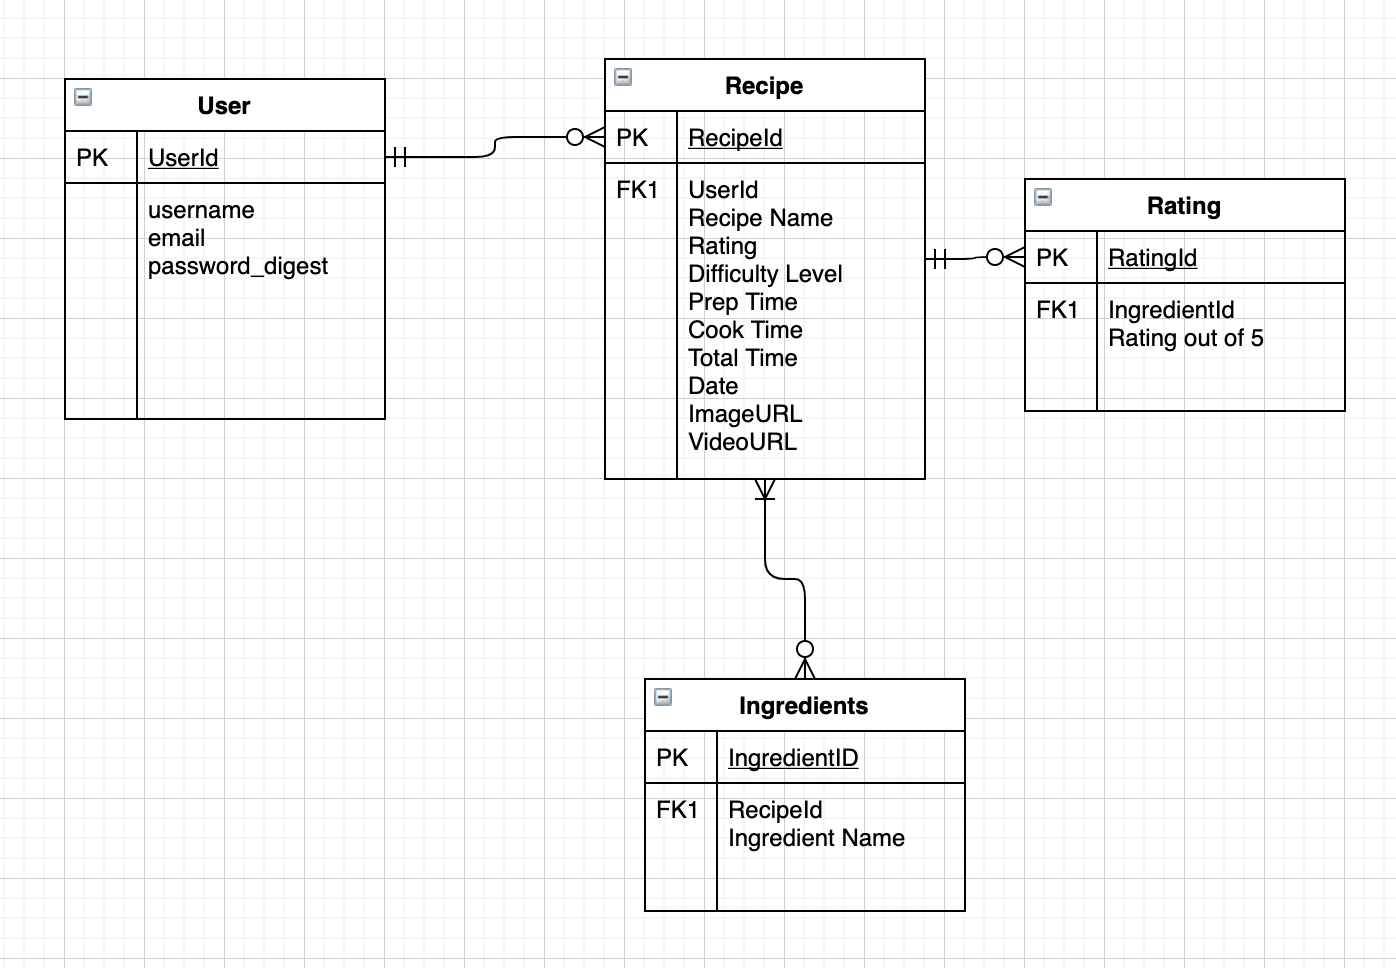 User
PK UserId
username
email
password_digest
Recipe
PK RecipeId
FK1 UserId
Recipe Name
Rating
Difficulty Level
Prep Time
Cook Time
Total Time
Date
ImageURL
VideoURL
Rating
PK RatingId
FK1 IngredientId
Rating out of 5
Ingredients
PK IngredientID
FK1 RecipeId
Ingredient Name